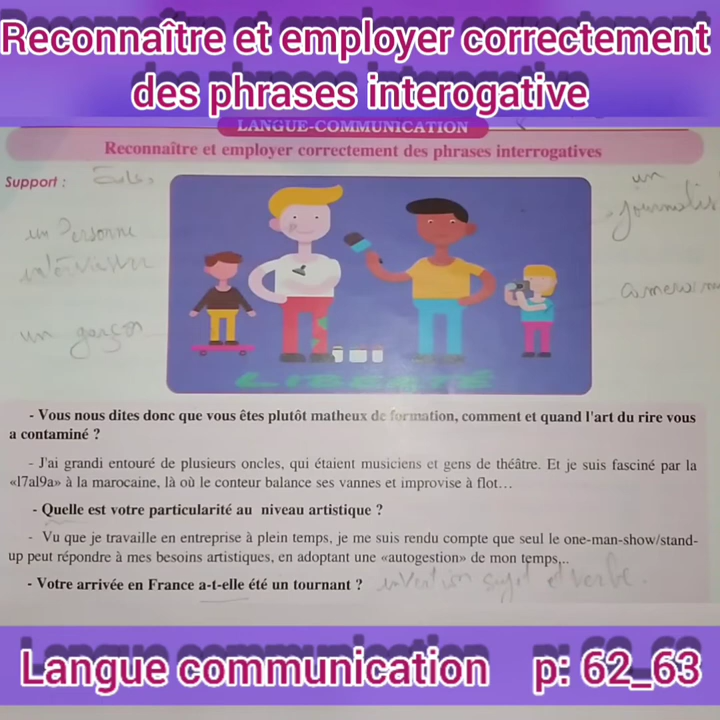 Reconnaître et employer correctement
des phrases interogative
LANGUE-COMMUNICATION
Reconnaître et employer correctement des phrases interrogatives
Support :
un
journalis
un Personne
un garçon
LIBERTÉ
- Vous nous dites donc que vous êtes plutôt matheux de formation, comment et quand l'art du rire vous
a contaminé ?
- J'ai grandi entouré de plusieurs oncles, qui étaient musiciens et gens de théâtre. Et je suis fasciné par la
«l7al9a» à la marocaine, là où le conteur balance ses vannes et improvise à flot...
- Quelle est votre particularité au niveau artistique ?
- Vu que je travaille en entreprise à plein temps, je me suis rendu compte que seul le one-man-show/stand-
up peut répondre à mes besoins artistiques, en adoptant une «autogestion» de mon temps...
- Votre arrivée en France a-t-elle été un tournant ? invertion sujet et verbe.
Langue communication p: 62_63